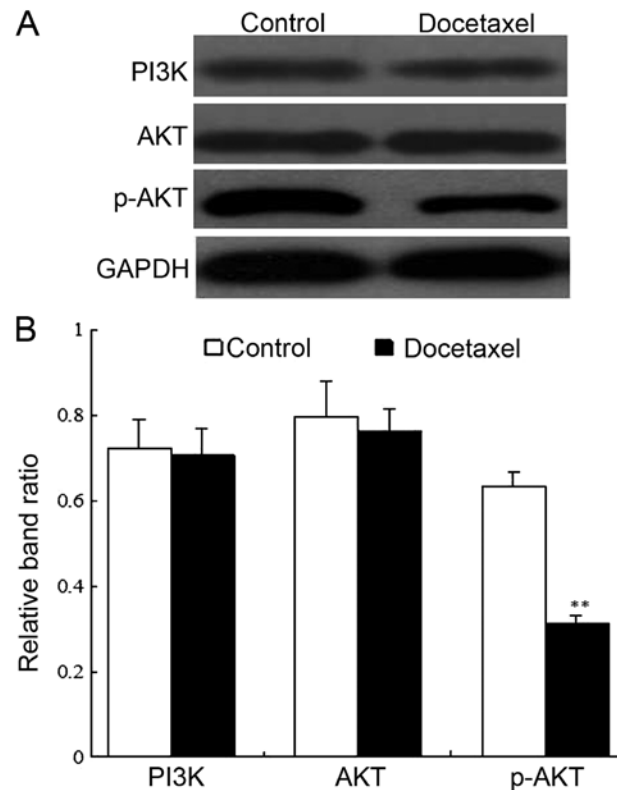 A
Control Docetaxel
PI3K
AKT
p-AKT
GAPDH
B
Control Docetaxel
Relative band ratio
1
0.8
0.6
0.4
0.2
0
**
PI3K AKT p-AKT